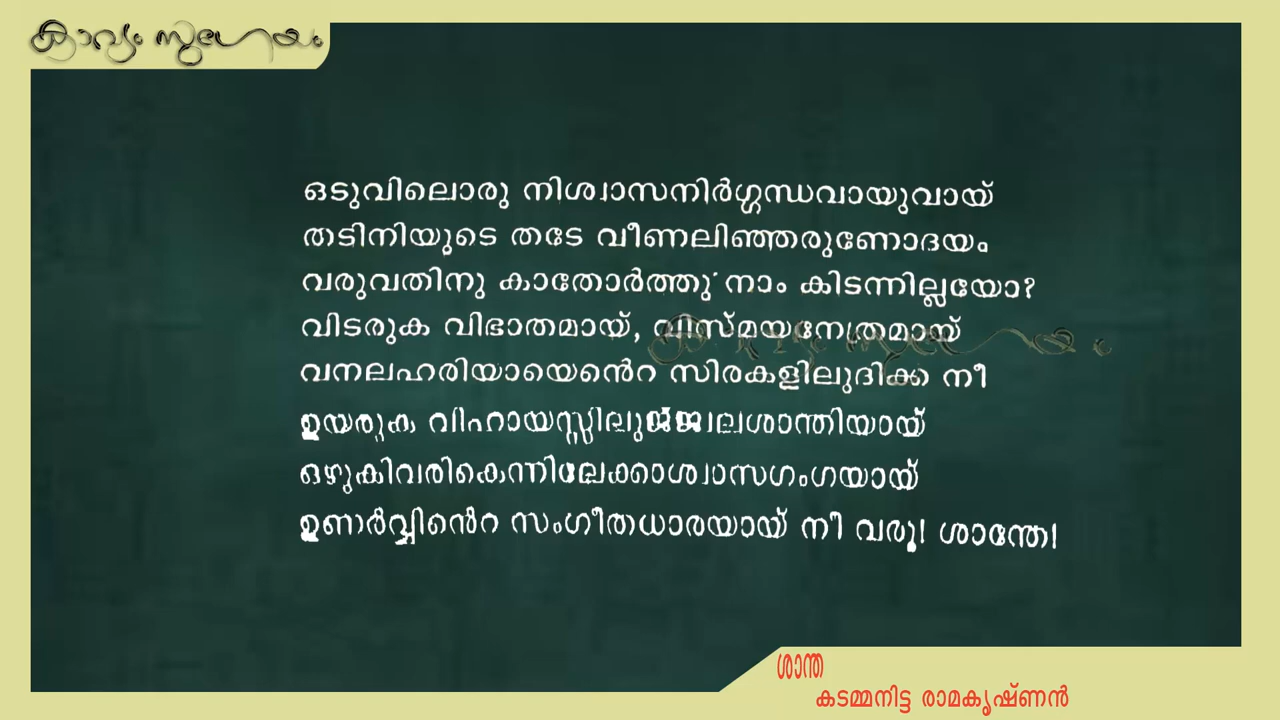 കാവ്യം സുഗേയം
ഒടുവിലൊരു നിശ്വാസനിർഗ്ഗന്ധവായുവായ്
തടിനിയുടെ തടേ വീണലിഞ്ഞരുണോദയം
വരുവതിനു കാതോർത്തു നാം കിടന്നില്ലയോ?
വിടരുക വിഭാതമായ്, വിസ്മയനേത്രമായ്
വനലഹരിയായെൻെറ സിരകളിലുദിക്ക നീ
ഉയരുക വിഹായസ്സിലുജ്ജ്വലശാന്തിയായ്
ഒഴുകിവരികെന്നിലേക്കാശ്വാസഗംഗയായ്
ഉണർവ്വിൻെറ സംഗീതധാരയായ് നീ വരൂ! ശാന്തേ!
ശാന്ത
കടമ്മനിട്ട രാമകൃഷ്ണൻ